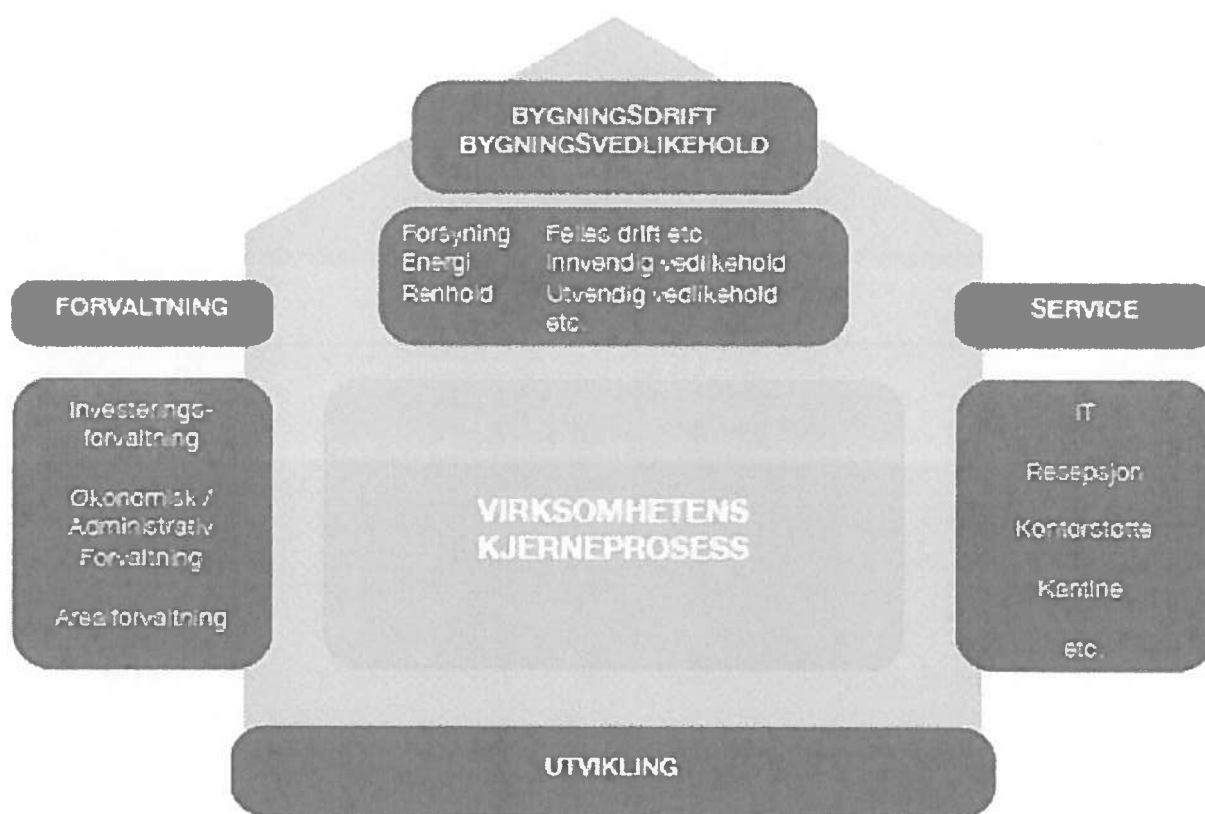 BYGNINGSDRIFT
BYGNINGSVEDLIKEHOLD
Forsyning Felles drift etc
Energi Innvendig vedlikehold
Renhold Utvendig vedlikehold
etc
FORVALTNING
Investerings-
forvaltning
Økonomisk /
Administrativ
Forvaltning
Arealforvaltning
VIRKSOMHETENS
KJERNEPROSESS
SERVICE
IT
Resepsjon
Kontorstøtte
Kantine
etc.
UTVIKLING